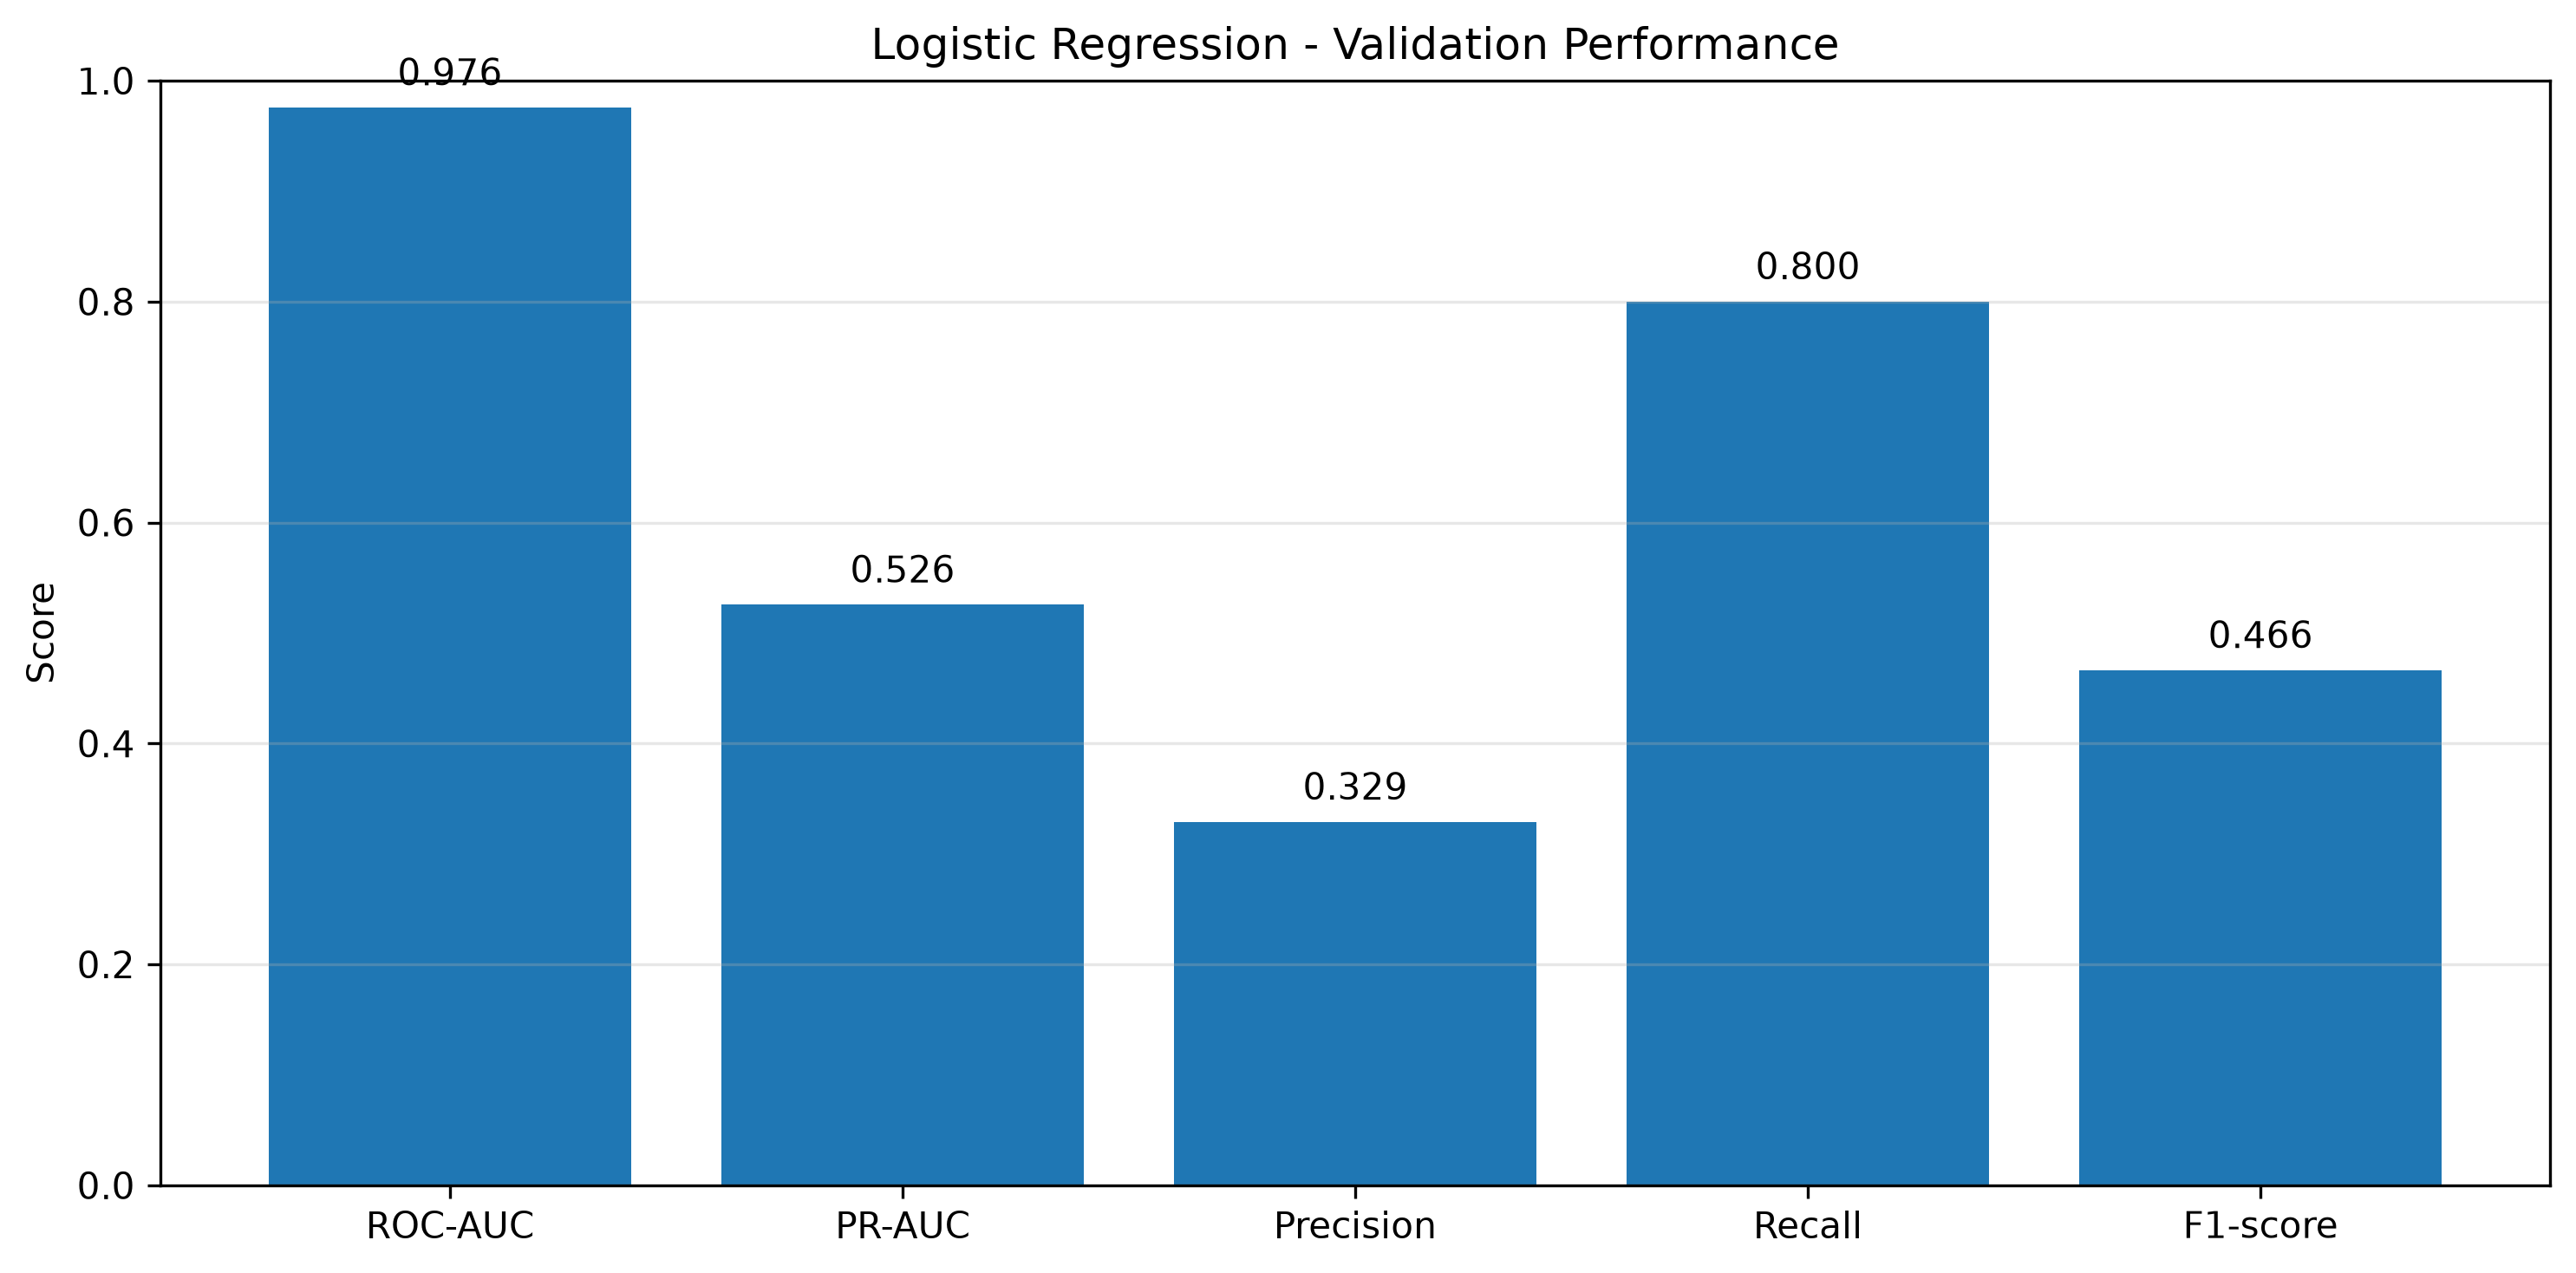 Logistic Regression - Validation Performance
0.976
1.0
0.800
0.8
0.6
0.526
0.466
0.4
0.329
0.2
0.0
Score
ROC-AUC
PR-AUC
Precision
Recall
F1-score